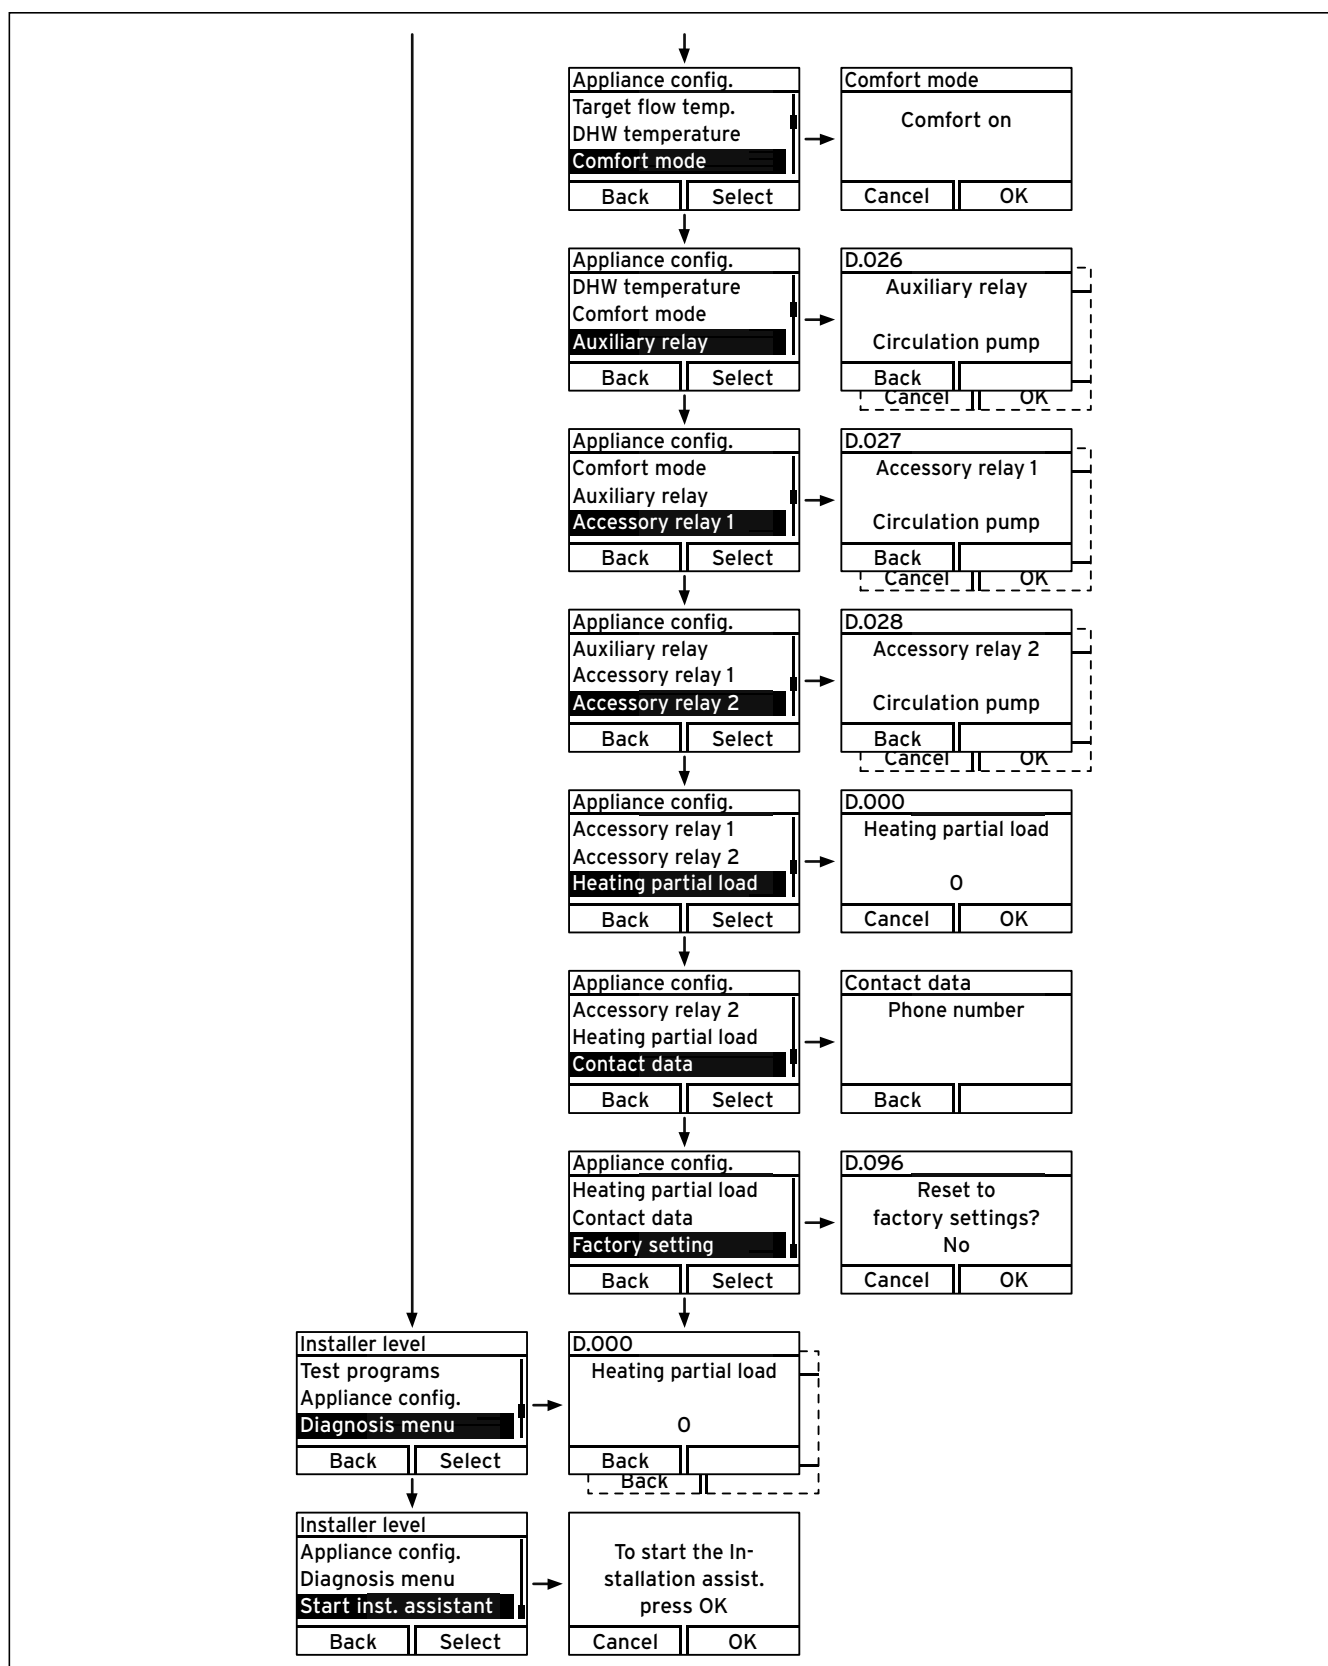 Appliance config.
Target flow temp.
DHW temperature
Comfort mode
Back Select
Comfort mode
Comfort on
Cancel OK
Appliance config.
DHW temperature
Comfort mode
Auxiliary relay
Back Select
D.026
Auxiliary relay
Circulation pump
Back
Cancel OK
Appliance config.
Comfort mode
Auxiliary relay
Accessory relay 1
Back Select
D.027
Accessory relay 1
Circulation pump
Back
Cancel OK
Appliance config.
Auxiliary relay
Accessory relay 1
Accessory relay 2
Back Select
D.028
Accessory relay 2
Circulation pump
Back
Cancel OK
Appliance config.
Accessory relay 1
Accessory relay 2
Heating partial load
Back Select
D.000
Heating partial load
0
Cancel OK
Appliance config.
Accessory relay 2
Heating partial load
Contact data
Back Select
Contact data
Phone number
Back
Appliance config.
Heating partial load
Contact data
Factory setting
Back Select
D.096
Reset to
factory settings?
No
Cancel OK
Installer level
Test programs
Appliance config.
Diagnosis menu
Back Select
D.000
Heating partial load
0
Back
Back
Installer level
Appliance config.
Diagnosis menu
Start inst. assistant
Back Select
To start the In-
stallation assist.
press OK
Cancel OK